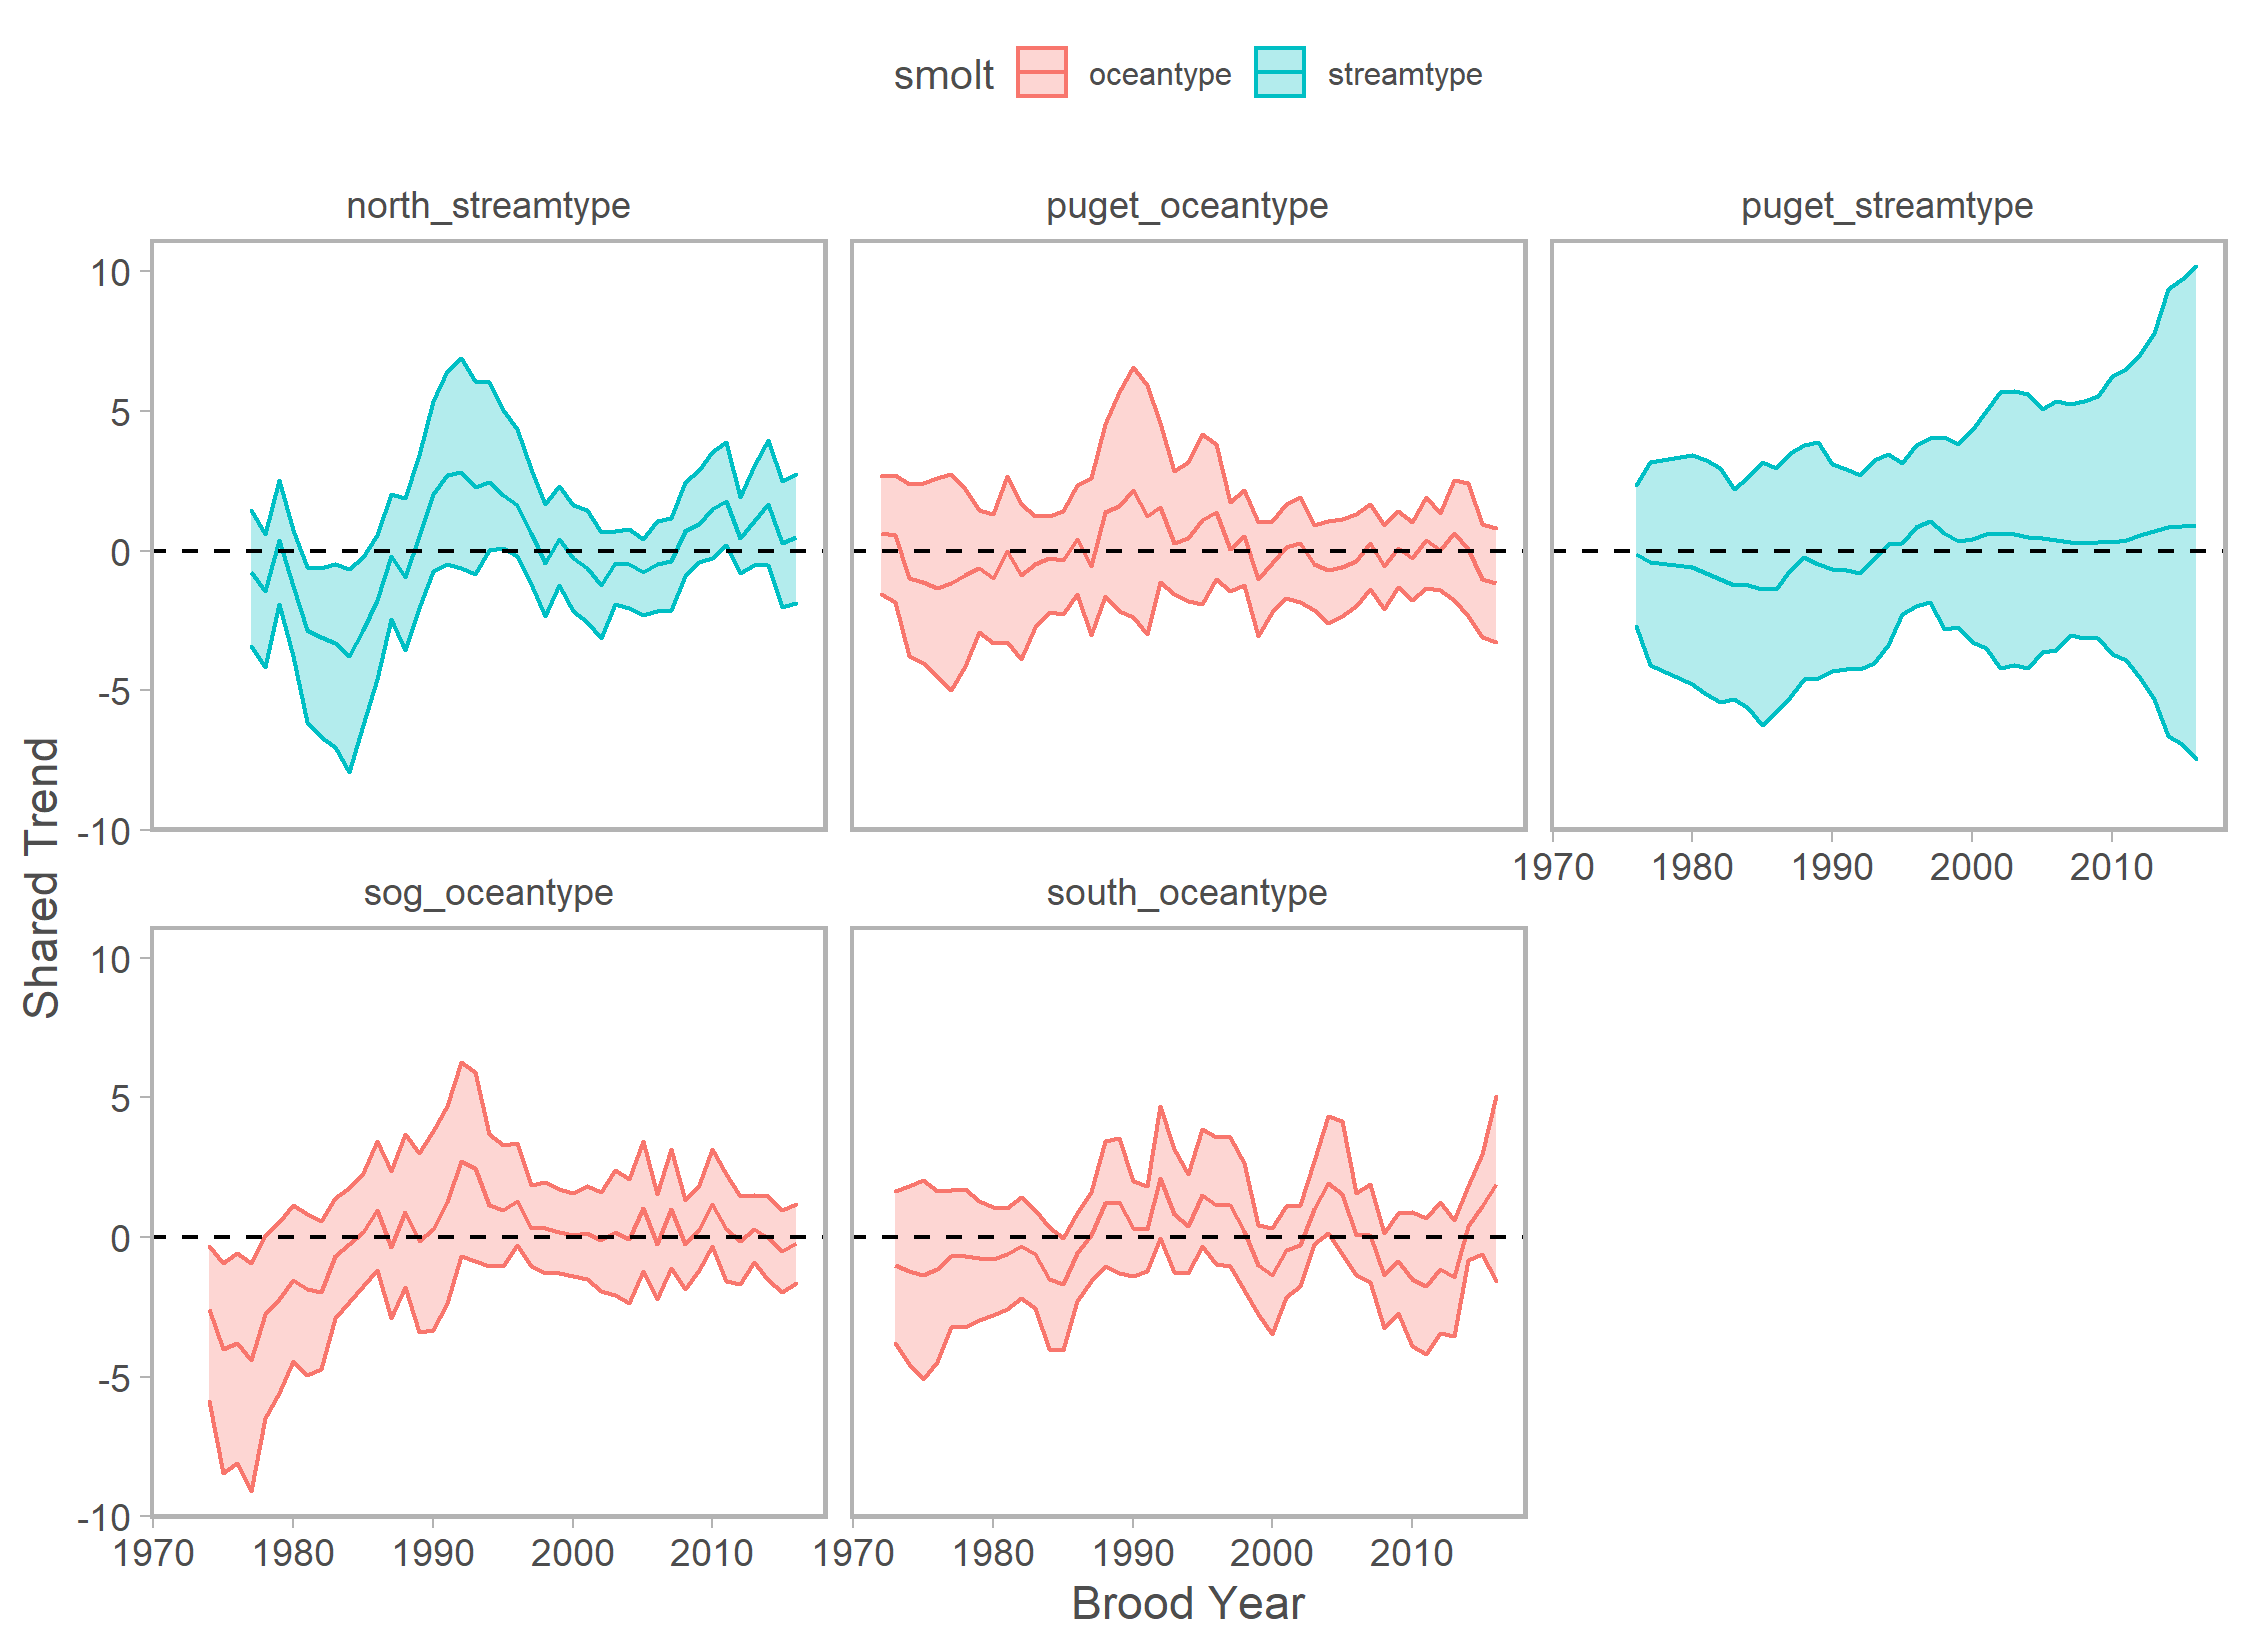 smolt oceantype streamtype
north_streamtype puget_oceantype puget_streamtype
10
5
0
-5
-10
1970 1980 1990 2000 2010
Shared Trend
sog_oceantype south_oceantype
10
5
0
-5
-10
1970 1980 1990 2000 2010 1970 1980 1990 2000 2010
Brood Year